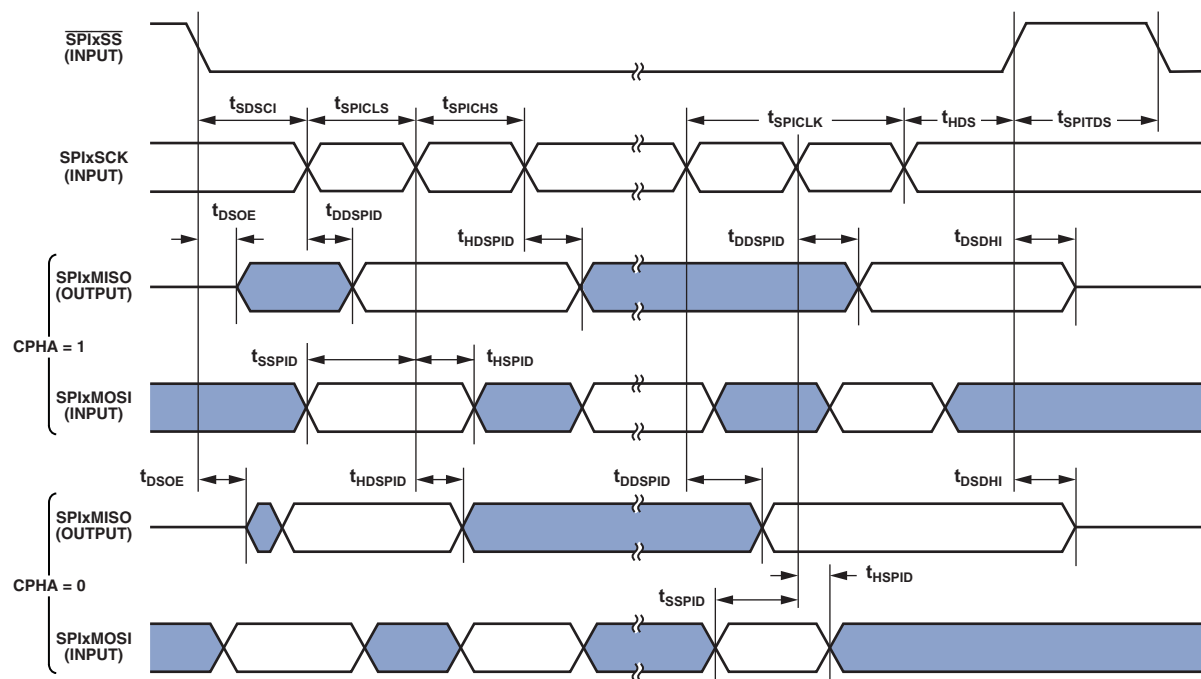 SPIxSS
(INPUT)
tSDSCI
tSPICLS
tSPICHS
tSPICLK
tHDS
tSPITDS
SPIxSCK
(INPUT)
tDSOE
tDDSPID
tHDSPID
tDDSPID
tDSDHI
SPIxMISO
(OUTPUT)
CPHA = 1
tSSPID
tHSPID
SPIxMOSI
(INPUT)
tDSOE
tHDSPID
tDDSPID
tDSDHI
SPIxMISO
(OUTPUT)
CPHA = 0
tHSPID
tSSPID
SPIxMOSI
(INPUT)